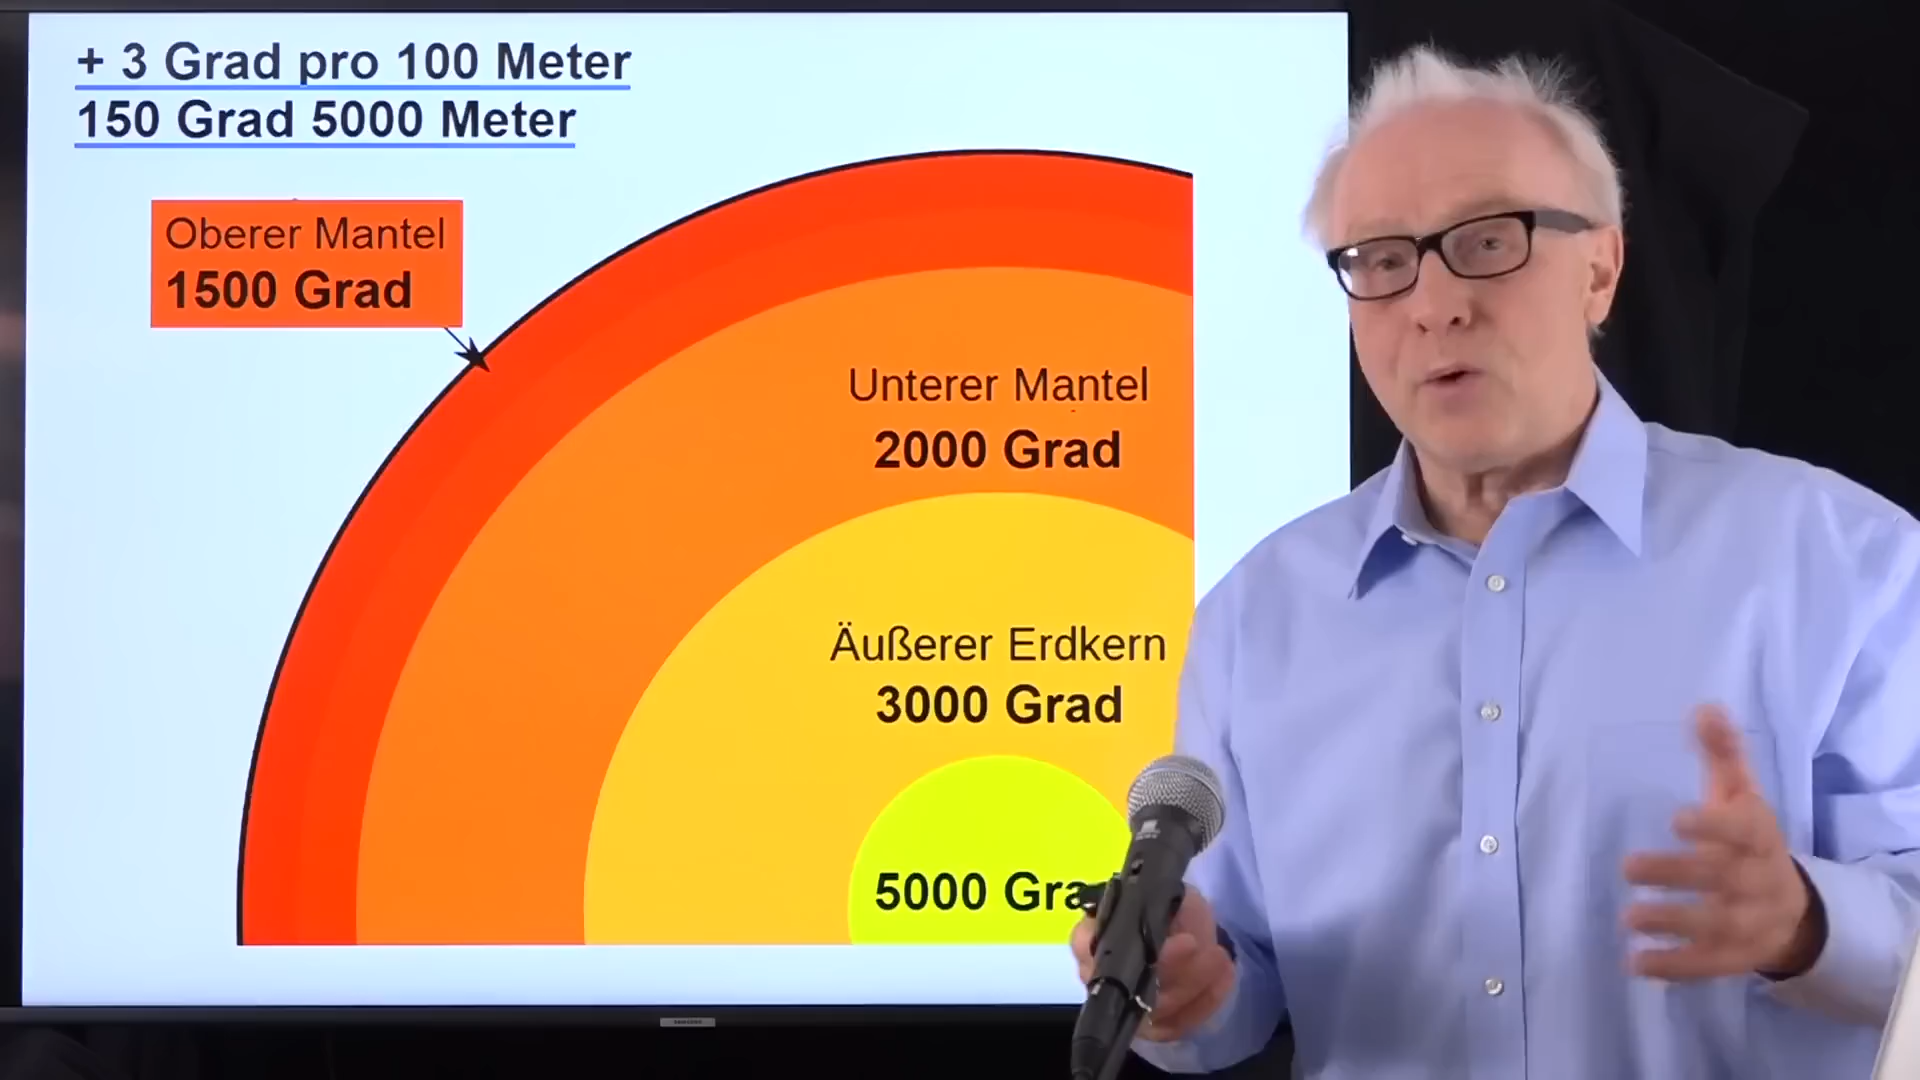 + 3 Grad pro 100 Meter
150 Grad 5000 Meter
Oberer Mantel
1500 Grad
Unterer Mantel
2000 Grad
Äußerer Erdkern
3000 Grad
5000 Gra